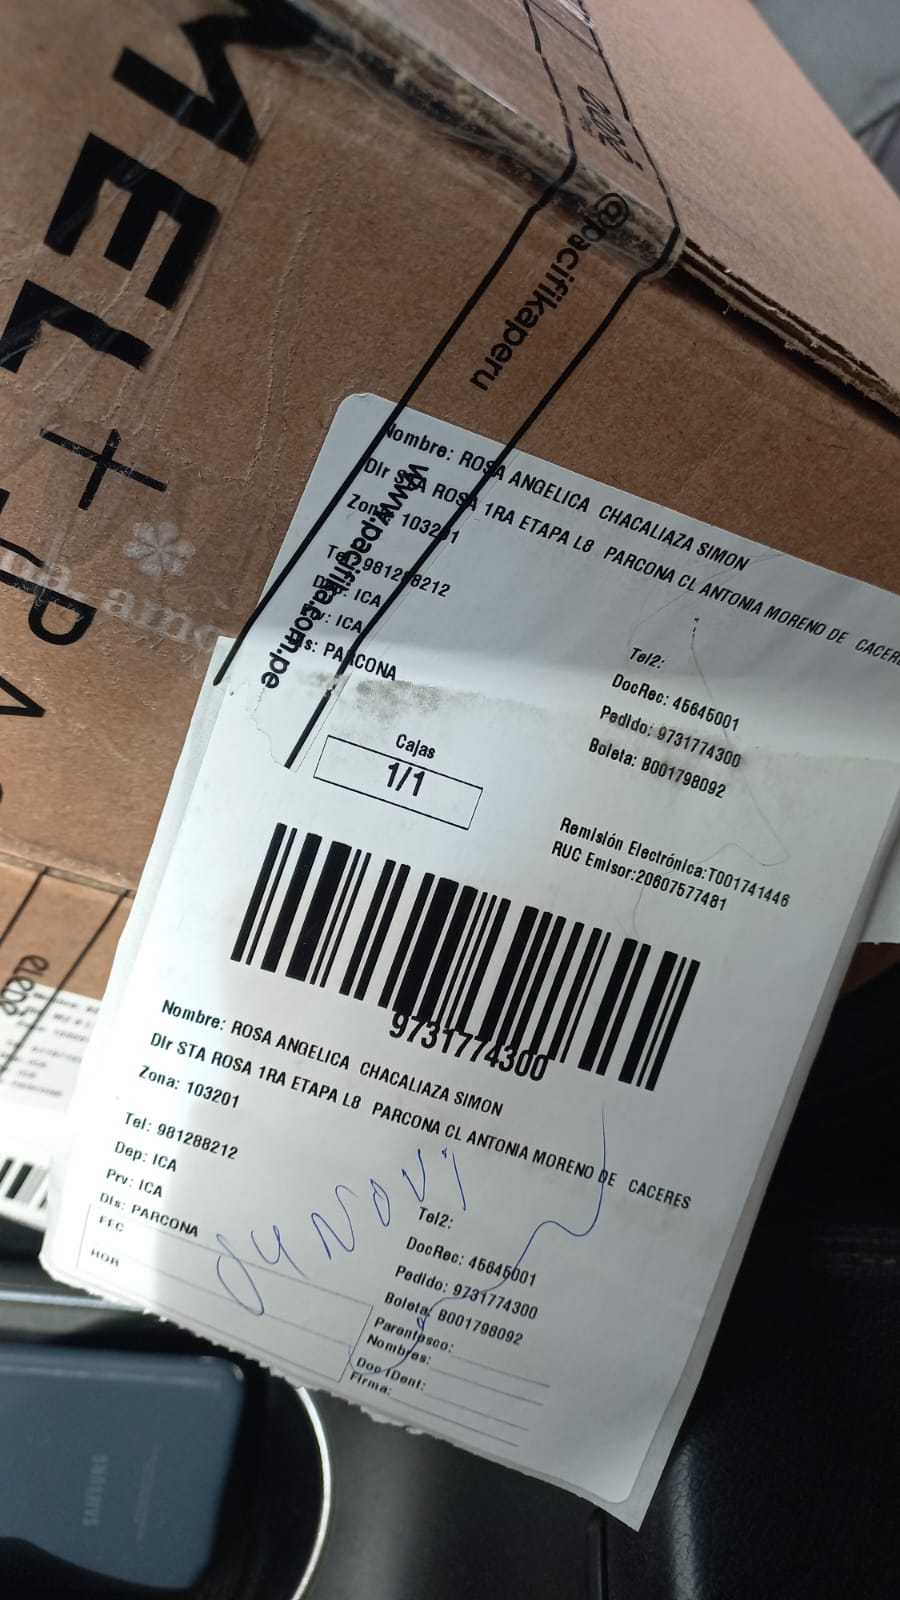 MEL+PA
@pacifikaperu
www.pacifika.com.pe
Nombre: ROSA ANGELICA CHACALIAZA SIMON
Dir STA ROSA 1RA ETAPA L8 PARCONA CL ANTONIA MORENO DE CACERES
Zona: 103201
Tel: 981288212
Dep: ICA
Prv: ICA
Dis: PARCONA
Tel2:
DocRec: 45645001
Pedido: 9731774300
Boleta: B001798092
Cajas
1/1
Remisión Electrónica:T001741446
RUC Emisor:20607577481
9731774300
Nombre: ROSA ANGELICA CHACALIAZA SIMON
Dir STA ROSA 1RA ETAPA L8 PARCONA CL ANTONIA MORENO DE CACERES
Zona: 103201
Tel: 981288212
Dep: ICA
Prv: ICA
Dis: PARCONA
Tel2:
DocRec: 45645001
Pedido: 9731774300
Boleta: B001798092
FEC
HOR
Parentesco:
Nombres:
Doc IDent:
Firma:
SAMSUNG